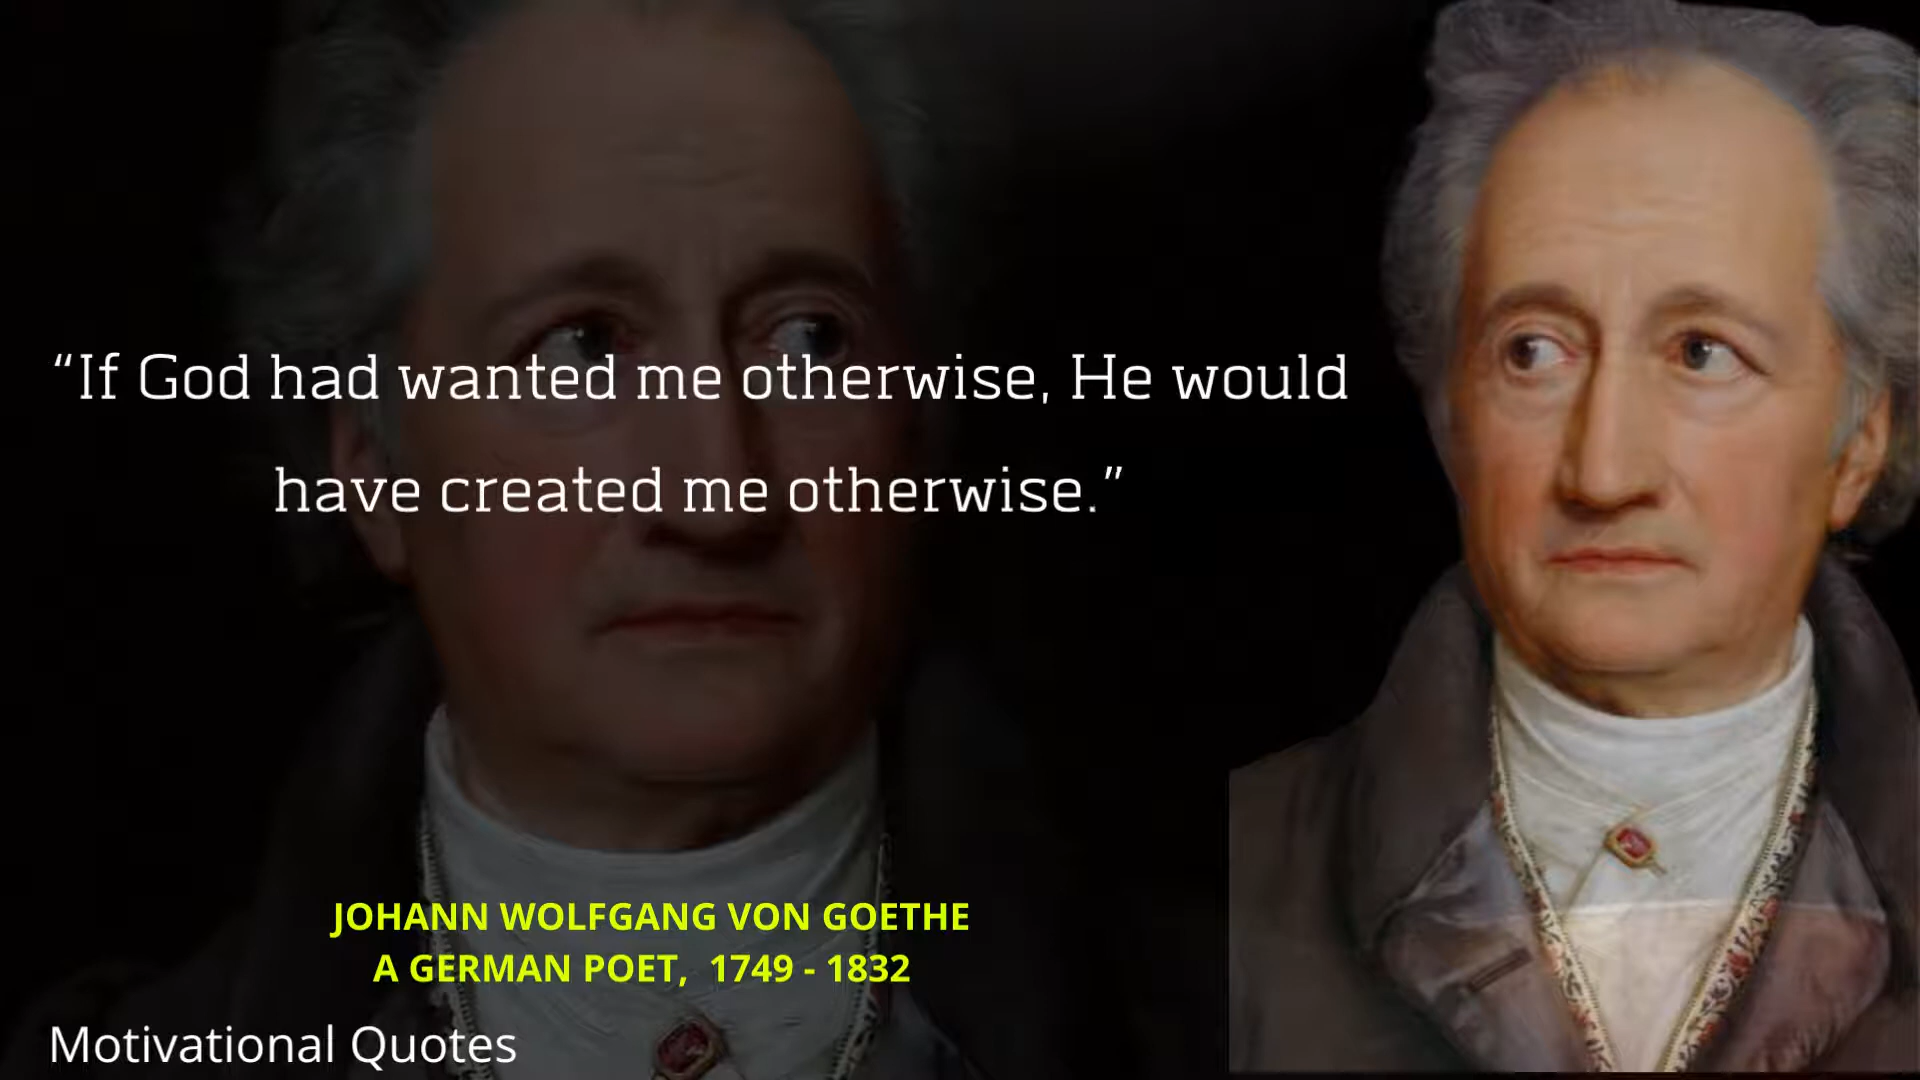 “If God had wanted me otherwise, He would
have created me otherwise.”
JOHANN WOLFGANG VON GOETHE
A GERMAN POET,  1749 - 1832
Motivational Quotes